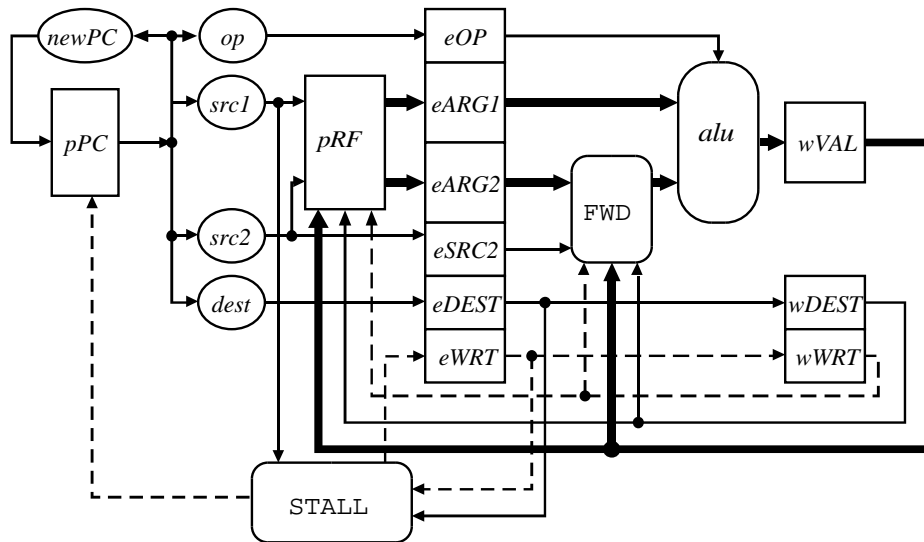 newPC
op
eOP
src1
pRF
eARG1
alu
wVAL
pPC
eARG2
FWD
src2
eSRC2
dest
eDEST
wDEST
eWRT
wWRT
STALL